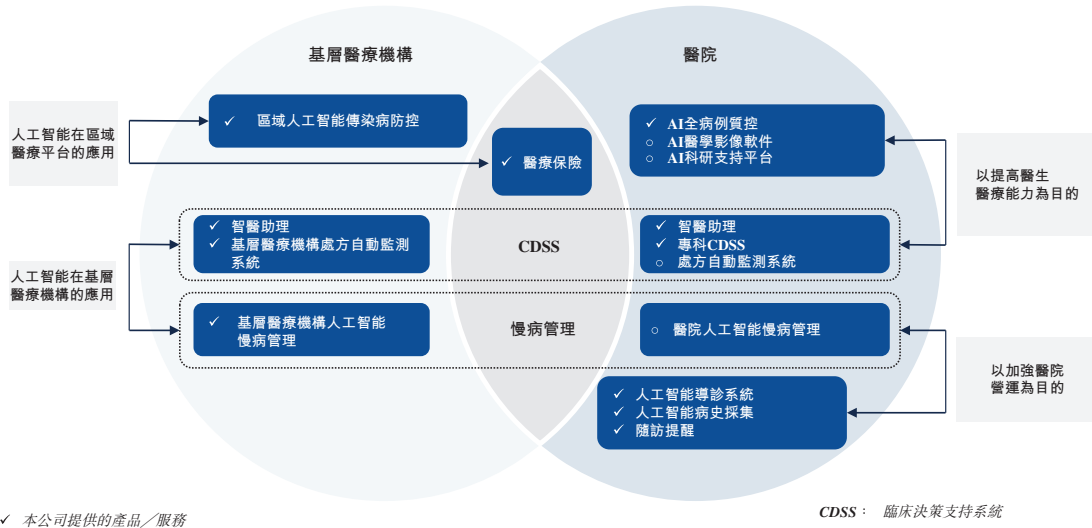 基層醫療機構
醫院
人工智能在區域
醫療平台的應用
✓ 區域人工智能傳染病防控
✓ 醫療保險
✓ AI全病例質控
○ AI醫學影像軟件
○ AI科研支持平台
以提高醫生
醫療能力為目的
✓ 智醫助理
✓ 基層醫療機構處方自動監測
系統
CDSS
✓ 智醫助理
✓ 專科CDSS
○ 處方自動監測系統
人工智能在基層
醫療機構的應用
✓ 基層醫療機構人工智能
慢病管理
慢病管理
○ 醫院人工智能慢病管理
以加強醫院
營運為目的
✓ 人工智能導診系統
✓ 人工智能病史採集
✓ 隨訪提醒
✓ 本公司提供的產品／服務
CDSS： 臨床決策支持系統